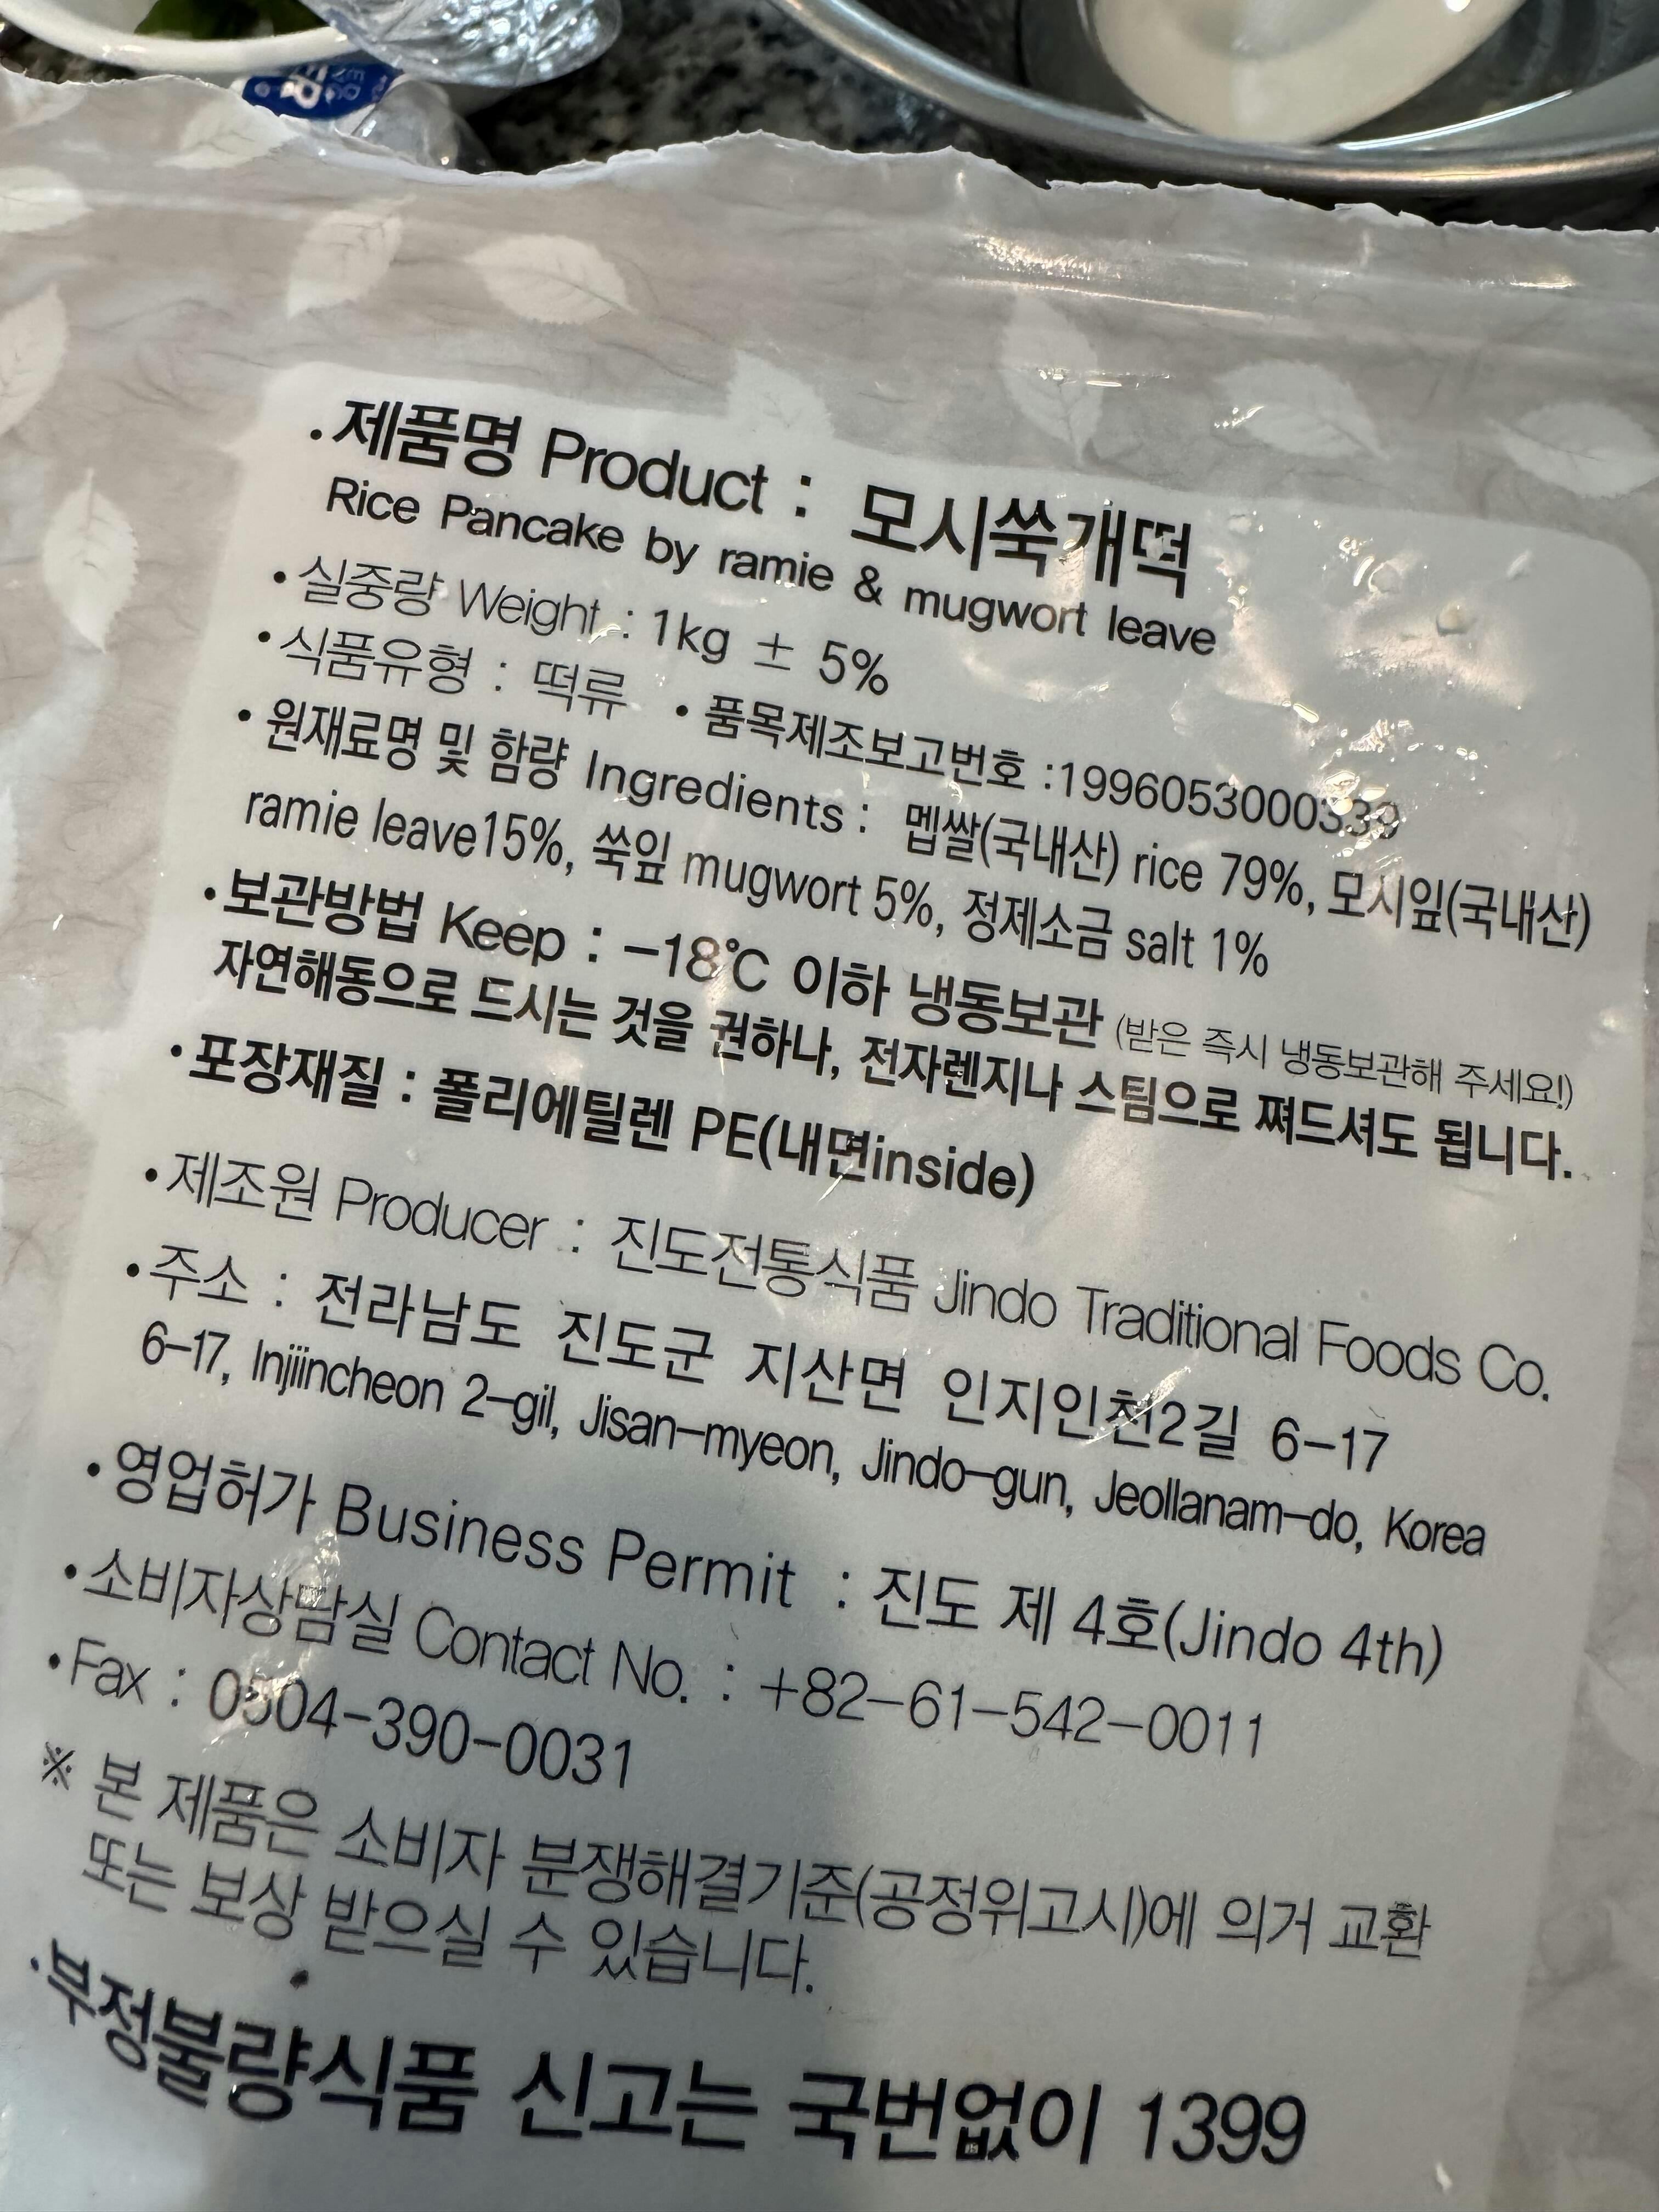 ·제품명 Product : 모시쑥개떡
Rice Pancake by ramie & mugwort leave
•실중량 Weight : 1kg ± 5%
•식품유형 : 떡류 •품목제조보고번호 :1996053000339
•원재료명 및 함량 Ingredients : 멥쌀(국내산) rice 79%, 모시잎(국내산)
ramie leave15%, 쑥잎 mugwort 5%, 정제소금 salt 1%
•보관방법 Keep : -18℃ 이하 냉동보관 (받은 즉시 냉동보관해 주세요!)
자연해동으로 드시는 것을 권하나, 전자렌지나 스팀으로 쪄드셔도 됩니다.
•포장재질 : 폴리에틸렌 PE(내면inside)
•제조원 Producer : 진도전통식품 Jindo Traditional Foods Co.
•주소 : 전라남도 진도군 지산면 인지인천2길 6-17
6-17, Injiincheon 2-gil, Jisan-myeon, Jindo-gun, Jeollanam-do, Korea
•영업허가 Business Permit : 진도 제 4호(Jindo 4th)
•소비자상담실 Contact No. : +82-61-542-0011
•Fax : 0504-390-0031
※ 본 제품은 소비자 분쟁해결기준(공정위고시)에 의거 교환
또는 보상 받으실 수 있습니다.
·부정불량식품 신고는 국번없이 1399